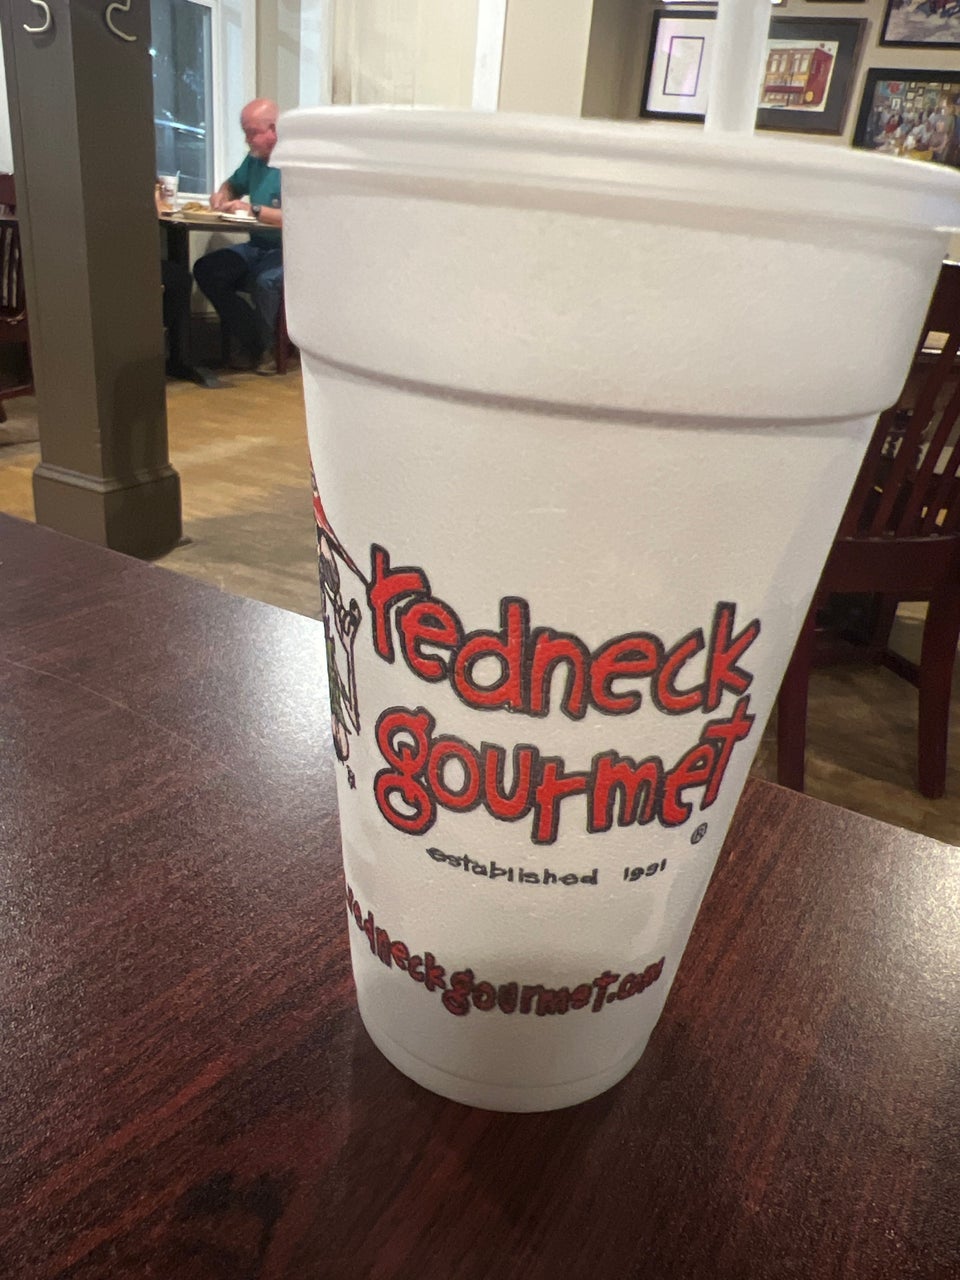 redneck
gourmet
®
established 1991
redneckgourmet.com